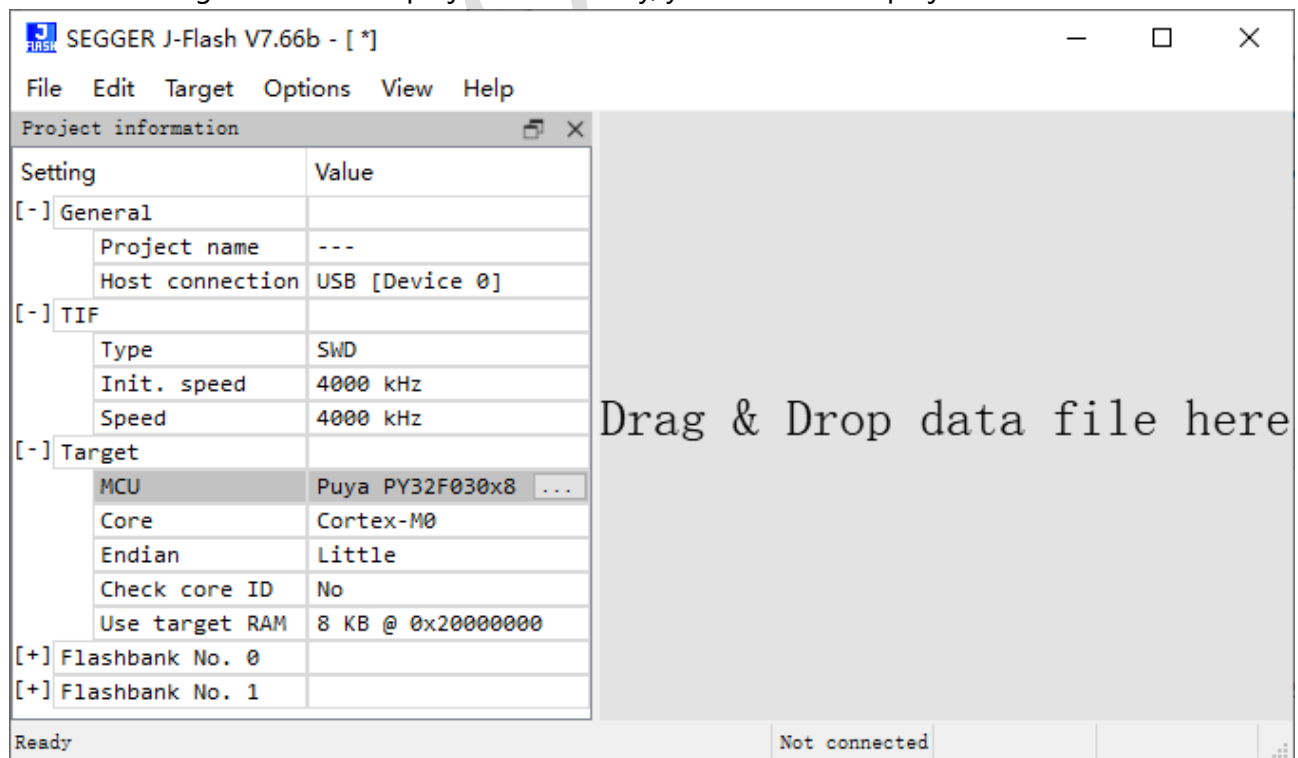 SEGGER J-Flash V7.66b - [ *]
File Edit Target Options View Help
Project information
Setting Value
[-] General
Project name ---
Host connection USB [Device 0]
[-] TIF
Type SWD
Init. speed 4000 kHz
Speed 4000 kHz
[-] Target
MCU Puya PY32F030x8 ...
Core Cortex-M0
Endian Little
Check core ID No
Use target RAM 8 KB @ 0x20000000
[+] Flashbank No. 0
[+] Flashbank No. 1
Drag & Drop data file here
Ready Not connected